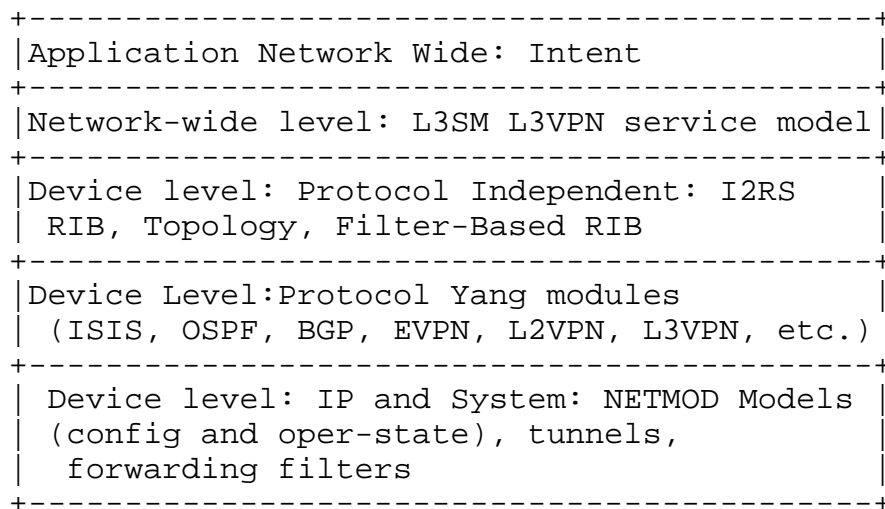 +--------------------------------------------+
|Application Network Wide: Intent            |
+--------------------------------------------+
|Network-wide level: L3SM L3VPN service model|
+--------------------------------------------+
|Device level: Protocol Independent: I2RS    |
| RIB, Topology, Filter-Based RIB            |
+--------------------------------------------+
|Device Level:Protocol Yang modules          |
| (ISIS, OSPF, BGP, EVPN, L2VPN, L3VPN, etc.)
+--------------------------------------------+
| Device level: IP and System: NETMOD Models |
| (config and oper-state), tunnels,          |
|  forwarding filters                        |
+--------------------------------------------+